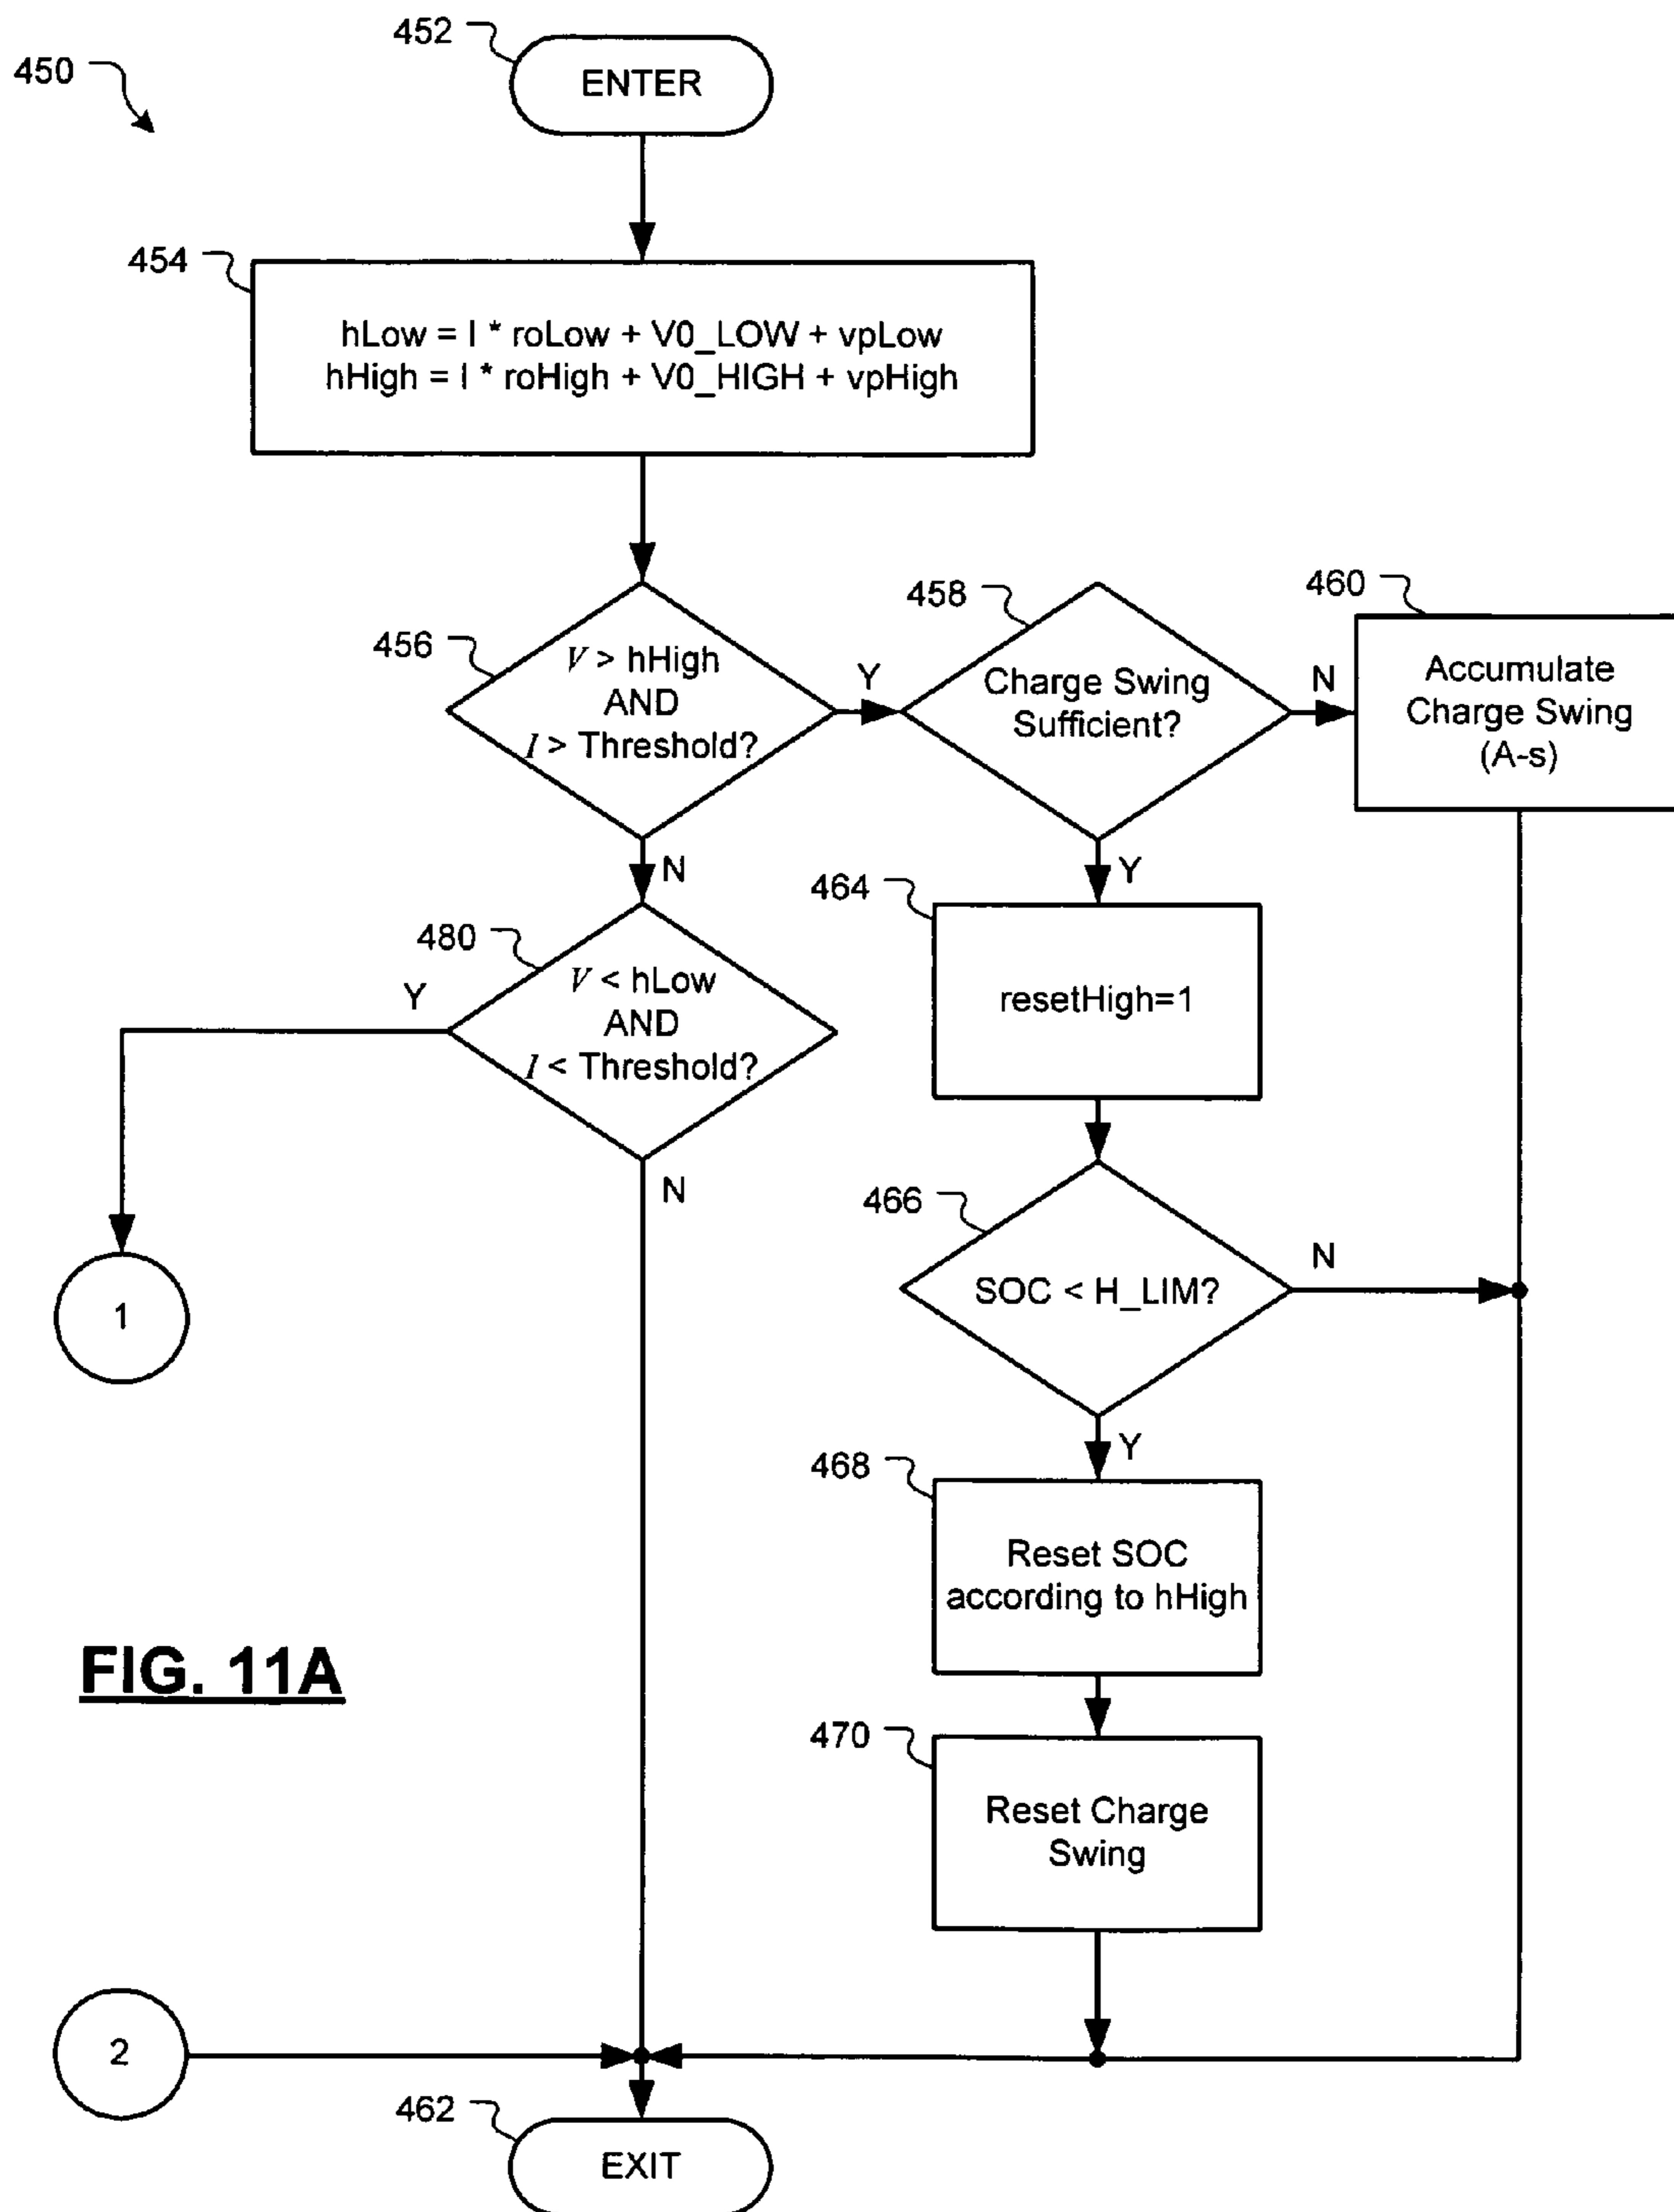 452
ENTER
450
454
hLow = I * roLow + V0_LOW + vpLow
hHigh = I * roHigh + V0_HIGH + vpHigh
456
V > hHigh
AND
I > Threshold?
Y
N
458
Charge Swing
Sufficient?
N
Y
460
Accumulate
Charge Swing
(A-s)
480
V < hLow
AND
I < Threshold?
Y
N
464
resetHigh=1
1
466
SOC < H_LIM?
N
Y
468
Reset SOC
according to hHigh
FIG. 11A
470
Reset Charge
Swing
2
462
EXIT